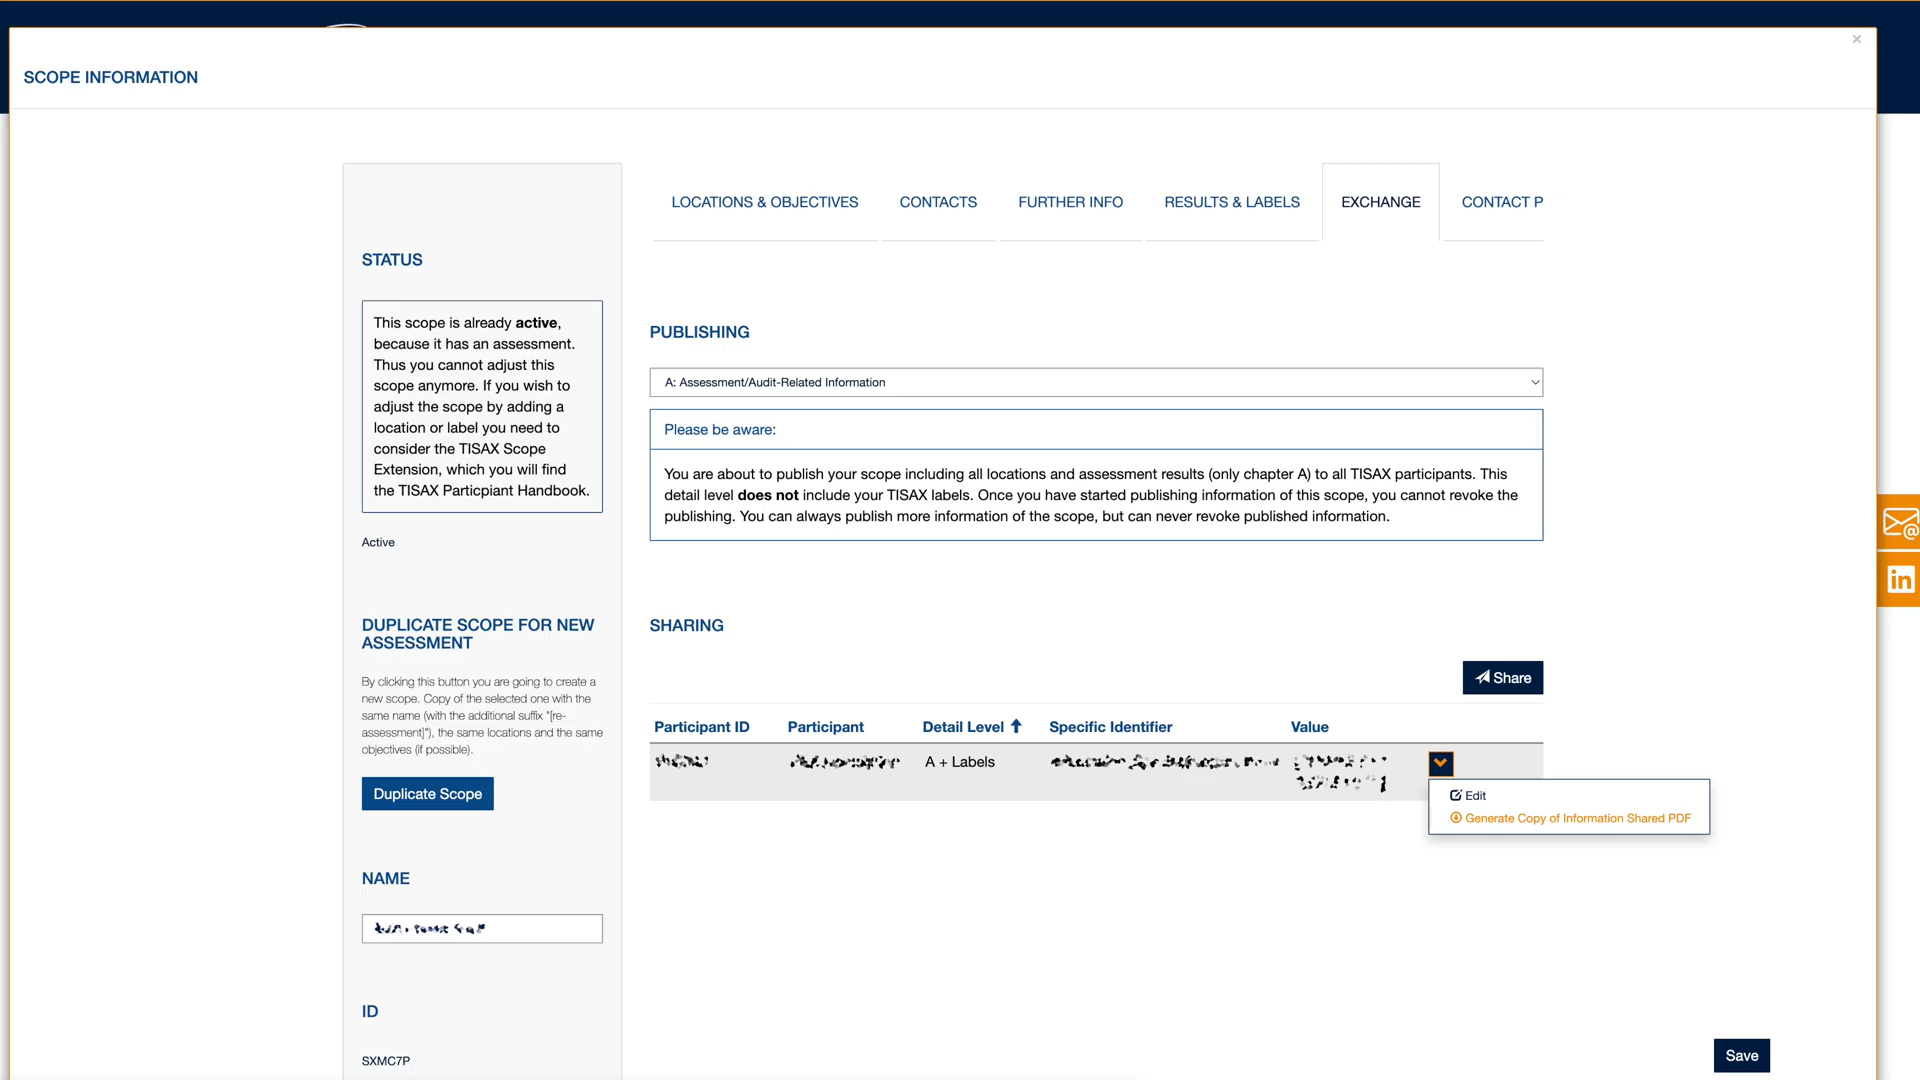 ×
SCOPE INFORMATION
LOCATIONS & OBJECTIVES
CONTACTS
FURTHER INFO
RESULTS & LABELS
EXCHANGE
CONTACT P
STATUS
This scope is already active,
because it has an assessment.
Thus you cannot adjust this
scope anymore. If you wish to
adjust the scope by adding a
location or label you need to
consider the TISAX Scope
Extension, which you will find
the TISAX Particpiant Handbook.
Active
DUPLICATE SCOPE FOR NEW
ASSESSMENT
By clicking this button you are going to create a
new scope. Copy of the selected one with the
same name (with the additional suffix "[re-
assessment]"), the same locations and the same
objectives (if possible).
Duplicate Scope
NAME
ID
SXMC7P
PUBLISHING
A: Assessment/Audit-Related Information
Please be aware:
You are about to publish your scope including all locations and assessment results (only chapter A) to all TISAX participants. This
detail level does not include your TISAX labels. Once you have started publishing information of this scope, you cannot revoke the
publishing. You can always publish more information of the scope, but can never revoke published information.
SHARING
Share
Participant ID
Participant
Detail Level
Specific Identifier
Value
A + Labels
Edit
Generate Copy of Information Shared PDF
@
in
Save